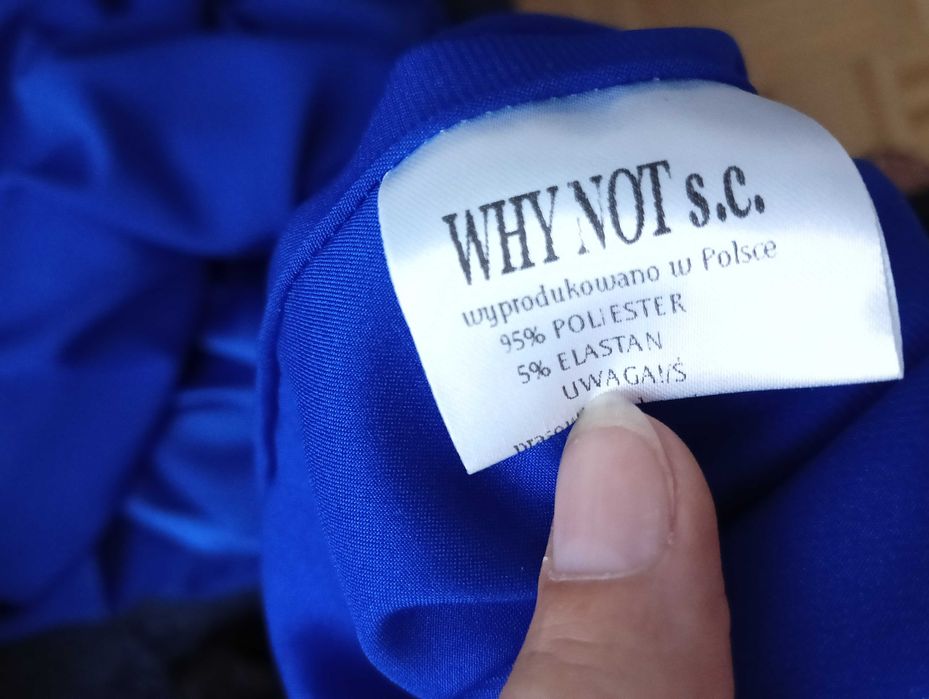 WHY NOT s.c.
wyprodukowano w Polsce
95% POLIESTER
5% ELASTAN
UWAGA!/Ś